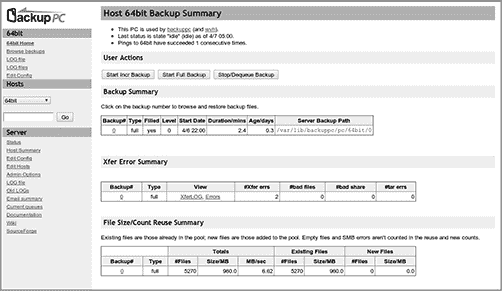 BackupPC
64bit
64bit Home
Browse backups
LOG file
LOG files
Edit Config
Hosts
64bit
Go
Server
Status
Host Summary
Edit Config
Edit Hosts
Admin Options
LOG file
Old LOGs
Email summary
Current queues
Documentation
Wiki
SourceForge
Host 64bit Backup Summary
This PC is used by backuppc (and
Last status is state "idle" (idle) as of 4/7 05:00.
Pings to 64bit have succeeded 1 consecutive times.
User Actions
Start Incr Backup Start Full Backup Stop/Dequeue Backup
Backup Summary
Click on the backup number to browse and restore backup files.
Backup# Type Filled Level Start Date Duration/mins Age/days Server Backup Path
0 full yes 0 4/6 22:00 2.4 0.3 /var/lib/backuppc/pc/64bit/0
Xfer Error Summary
Backup# Type View #Xfer errs #bad files #bad share #tar errs
0 full XferLOG, Errors 2 0 0 0
File Size/Count Reuse Summary
Existing files are those already in the pool; new files are those added to the pool. Empty files and SMB errors aren't counted in the reuse and new counts.
Totals Existing Files New Files
Backup# Type #Files Size/MB MB/sec #Files Size/MB #Files Size/MB
0 full 5270 960.0 6.62 5270 960.0 0 0.0